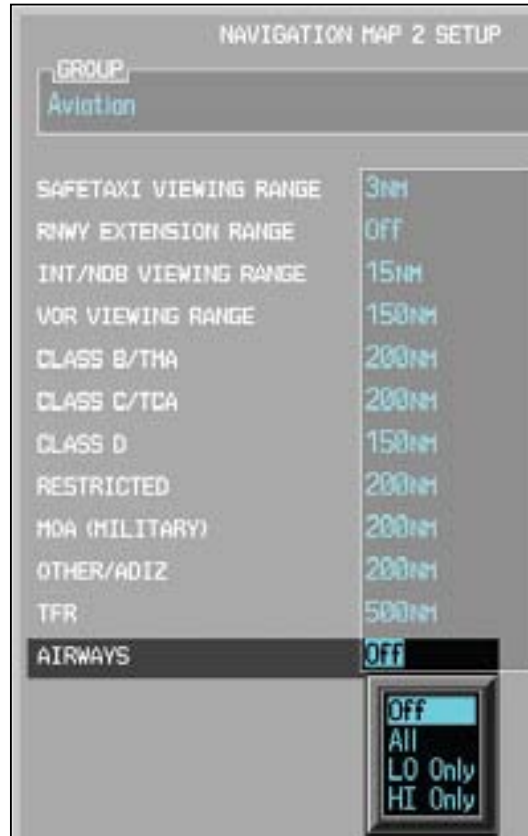 NAVIGATION MAP 2 SETUP
GROUP
Aviation
SAFETAXI VIEWING RANGE 3NM
RNWY EXTENSION RANGE Off
INT/NDB VIEWING RANGE 15NM
VOR VIEWING RANGE 150NM
CLASS B/TMA 200NM
CLASS C/TCA 200NM
CLASS D 150NM
RESTRICTED 200NM
MOA (MILITARY) 200NM
OTHER/ADIZ 200NM
TFR 500NM
AIRWAYS Off
Off
All
LO Only
HI Only